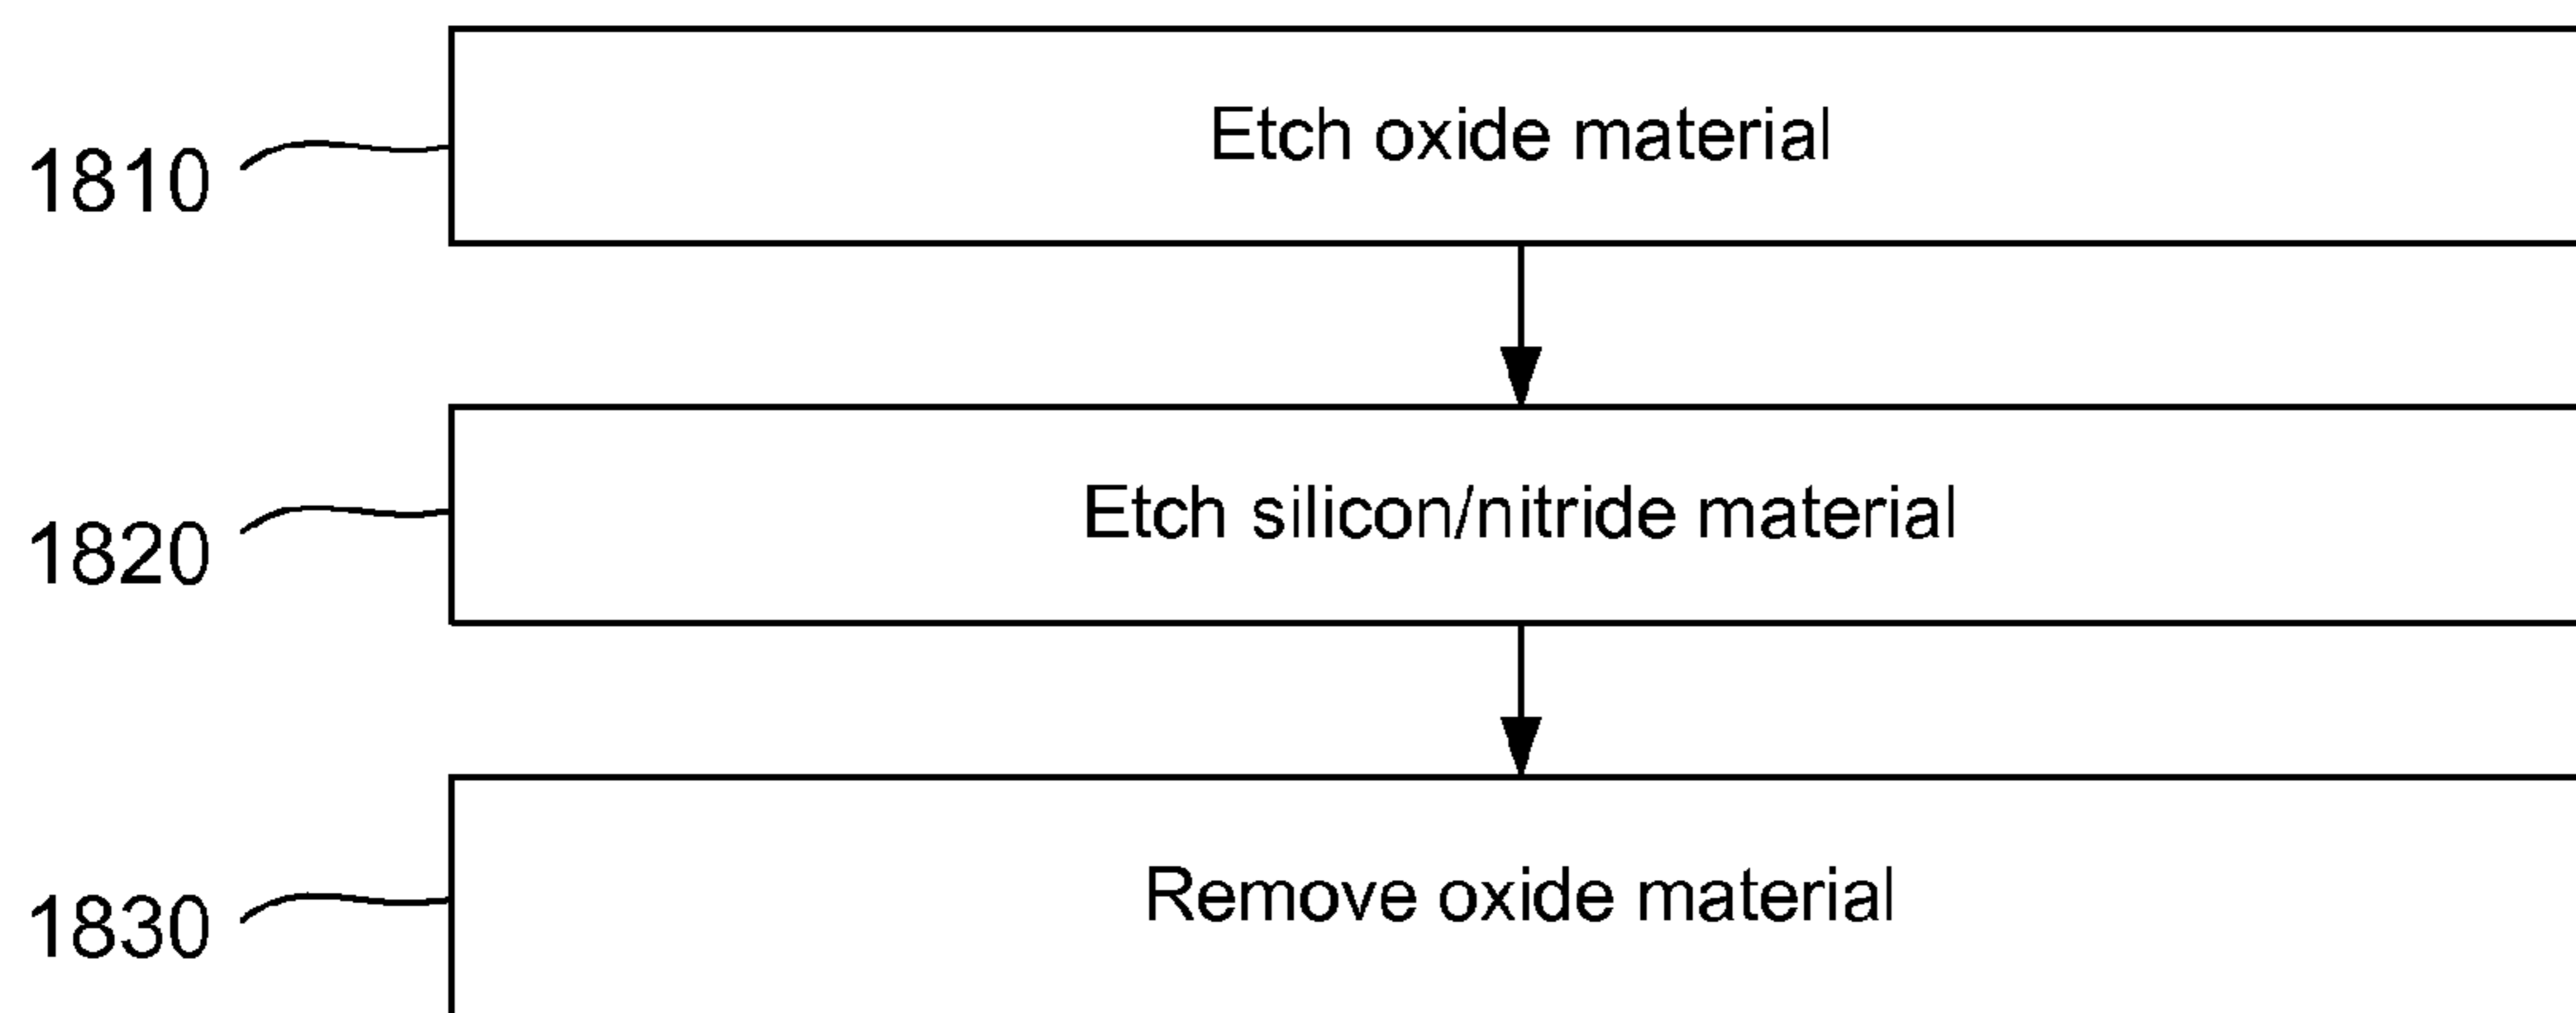 Etch oxide material
1810
Etch silicon/nitride material
1820
Remove oxide material
1830